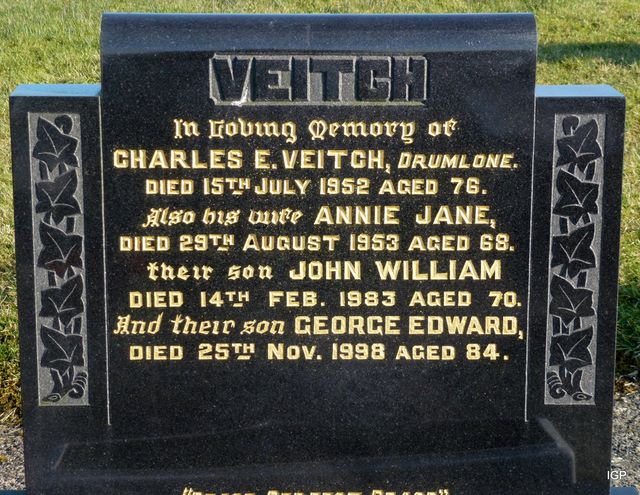 VEITCH
In Loving Memory of
CHARLES E. VEITCH, DRUMLONE.
DIED 15TH JULY 1952 AGED 76.
Also his wife ANNIE JANE,
DIED 29TH AUGUST 1953 AGED 68.
their son JOHN WILLIAM
DIED 14TH FEB. 1983 AGED 70.
And their son GEORGE EDWARD,
DIED 25TH NOV. 1998 AGED 84.
IGP